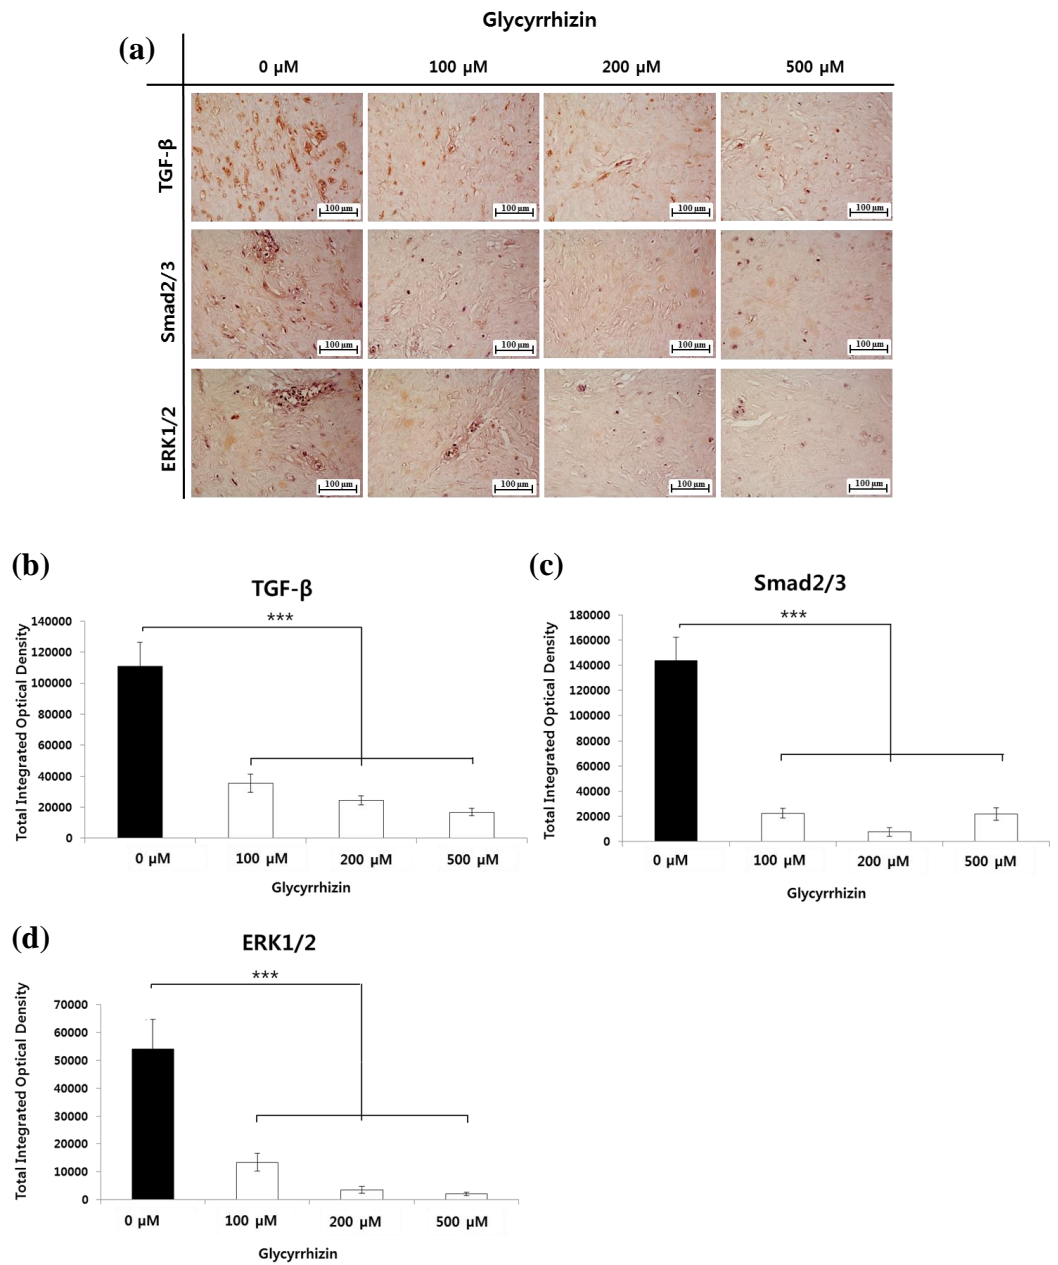 Glycyrrhizin
(a)
0 μM 100 μM 200 μM 500 μM
TGF-β
100 μm 100 μm 100 μm 100 μm
Smad2/3
100 μm 100 μm 100 μm 100 μm
ERK1/2
100 μm 100 μm 100 μm 100 μm
(b)
TGF-β
***
Total Integrated Optical Density
140000
120000
100000
80000
60000
40000
20000
0
0 μM 100 μM 200 μM 500 μM
Glycyrrhizin
(c)
Smad2/3
***
Total Integrated Optical Density
180000
160000
140000
120000
100000
80000
60000
40000
20000
0
0 μM 100 μM 200 μM 500 μM
Glycyrrhizin
(d)
ERK1/2
***
Total Integrated Optical Density
70000
60000
50000
40000
30000
20000
10000
0
0 μM 100 μM 200 μM 500 μM
Glycyrrhizin